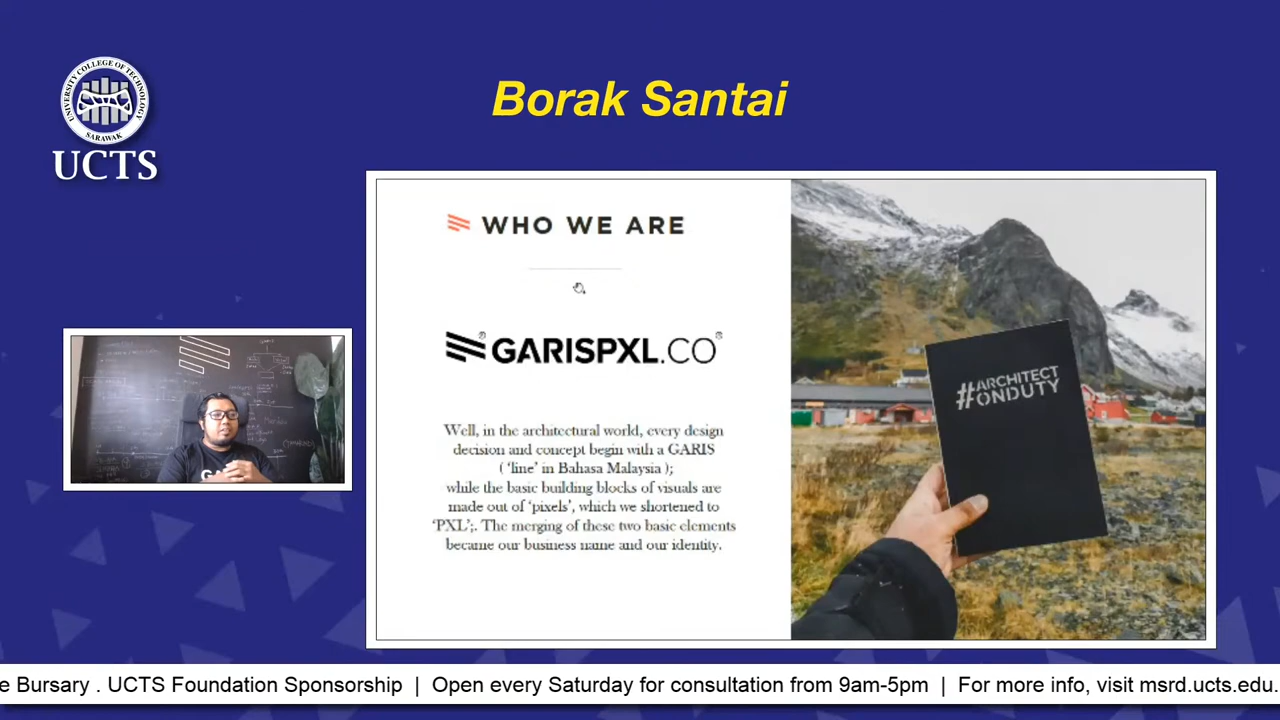 Borak Santai
UNIVERSITY COLLEGE OF TECHNOLOGY
SARAWAK
UCTS
WHO WE ARE
GARISPXL.CO
Well, in the architectural world, every design
decision and concept begin with a GARIS
( 'line' in Bahasa Malaysia );
while the basic building blocks of visuals are
made out of 'pixels', which we shortened to
'PXL';. The merging of these two basic elements
became our business name and our identity.
#ARCHITECT
ONDUTY
e Bursary . UCTS Foundation Sponsorship | Open every Saturday for consultation from 9am-5pm | For more info, visit msrd.ucts.edu.